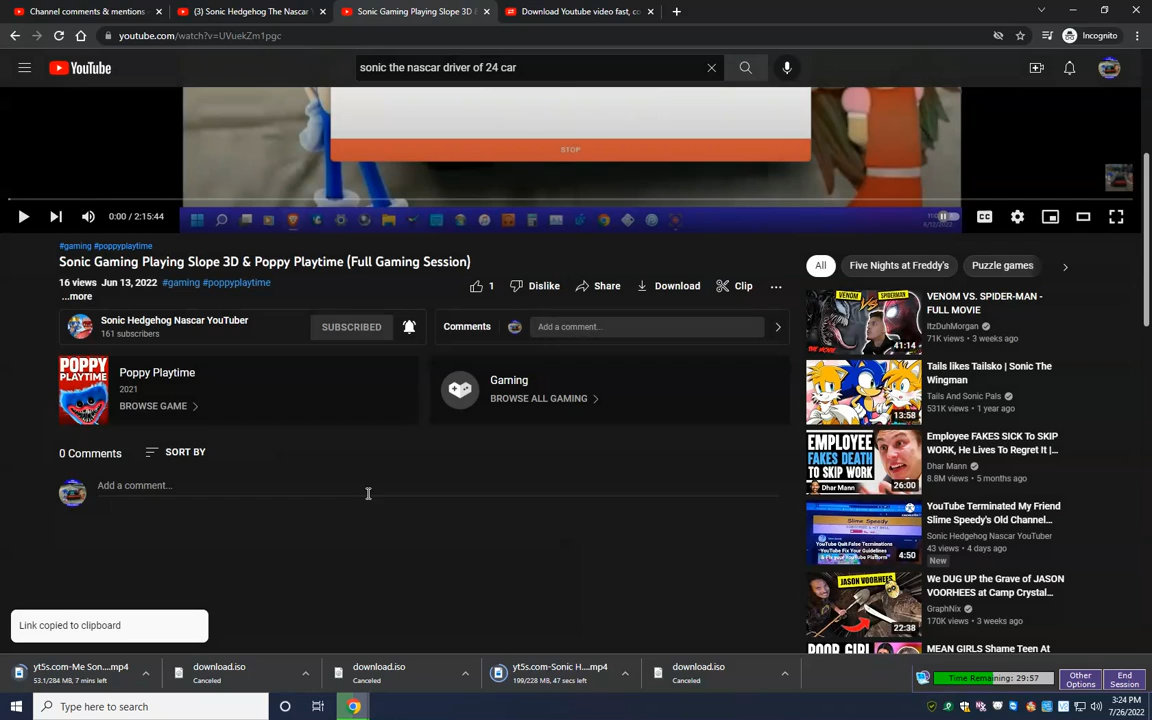 Channel comments & mentions -
(3) Sonic Hedgehog The Nascar
Sonic Gaming Playing Slope 3D &
Download Youtube video fast, co
youtube.com/watch?v=UVuekZm1pgc
Incognito
YouTube
sonic the nascar driver of 24 car
STOP
0:00 / 2:15:44
#gaming #poppyplaytime
Sonic Gaming Playing Slope 3D & Poppy Playtime (Full Gaming Session)
16 views Jun 13, 2022 #gaming #poppyplaytime
...more
1 Dislike Share Download Clip
Sonic Hedgehog Nascar YouTuber
161 subscribers
SUBSCRIBED
Comments Add a comment...
POPPY PLAYTIME
Poppy Playtime
2021
BROWSE GAME
Gaming
BROWSE ALL GAMING
0 Comments SORT BY
Add a comment...
All Five Nights at Freddy's Puzzle games
VENOM VS. SPIDER-MAN -
FULL MOVIE
ItzDuhMorgan
71K views • 3 weeks ago
41:14
Tails likes Tailsko | Sonic The
Wingman
Tails And Sonic Pals
531K views • 1 year ago
13:58
EMPLOYEE
FAKES DEATH
TO SKIP
WORK
26:00
Employee FAKES SICK To SKIP
WORK, He Lives To Regret It |...
Dhar Mann
8.8M views • 5 months ago
YouTube Quit False Terminations
4:50
YouTube Terminated My Friend
Slime Speedy's Old Channel...
Sonic Hedgehog Nascar YouTuber
43 views • 4 days ago
New
JASON VOORHEES
22:38
We DUG UP the Grave of JASON
VOORHEES at Camp Crystal...
GraphNix
170K views • 3 weeks ago
POOR GIRL
MEAN GIRLS Shame Teen At
Link copied to clipboard
yt5s.com-Me Son....mp4
53.1/284 MB, 7 mins left
download.iso
Canceled
download.iso
Canceled
yt5s.com-Sonic H....mp4
199/228 MB, 47 secs left
download.iso
Canceled
Time Remaining: 29:57
Other
Options
End
Session
Type here to search
3:24 PM
7/26/2022